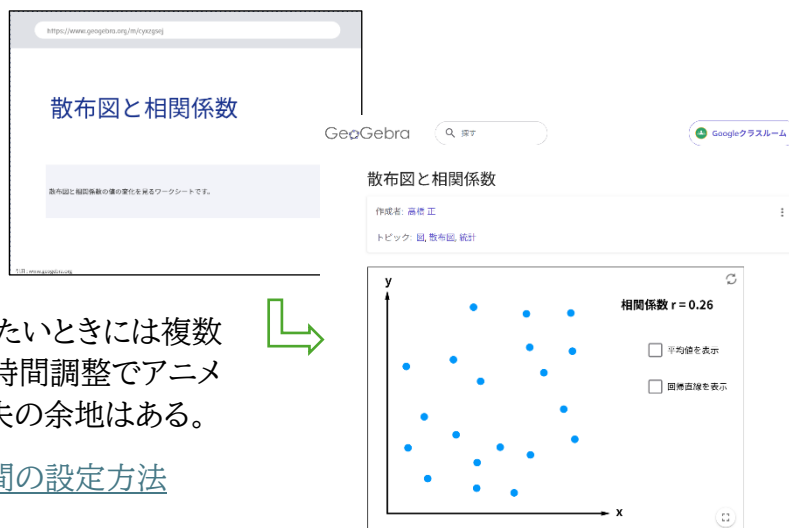 https://www.geogebra.org/m/cyxzgsej
散布図と相関係数
散布図と相関係数の値の変化を見るワークシートです。
引用: www.geogebra.org
GeoGebra
探す
Googleクラスルーム
散布図と相関係数
作成者: 高橋 正
トピック: 図, 散布図, 統計
y
相関係数 r = 0.26
平均値を表示
回帰直線を表示
x
たいときには複数
時間調整でアニメ
夫の余地はある。
間の設定方法